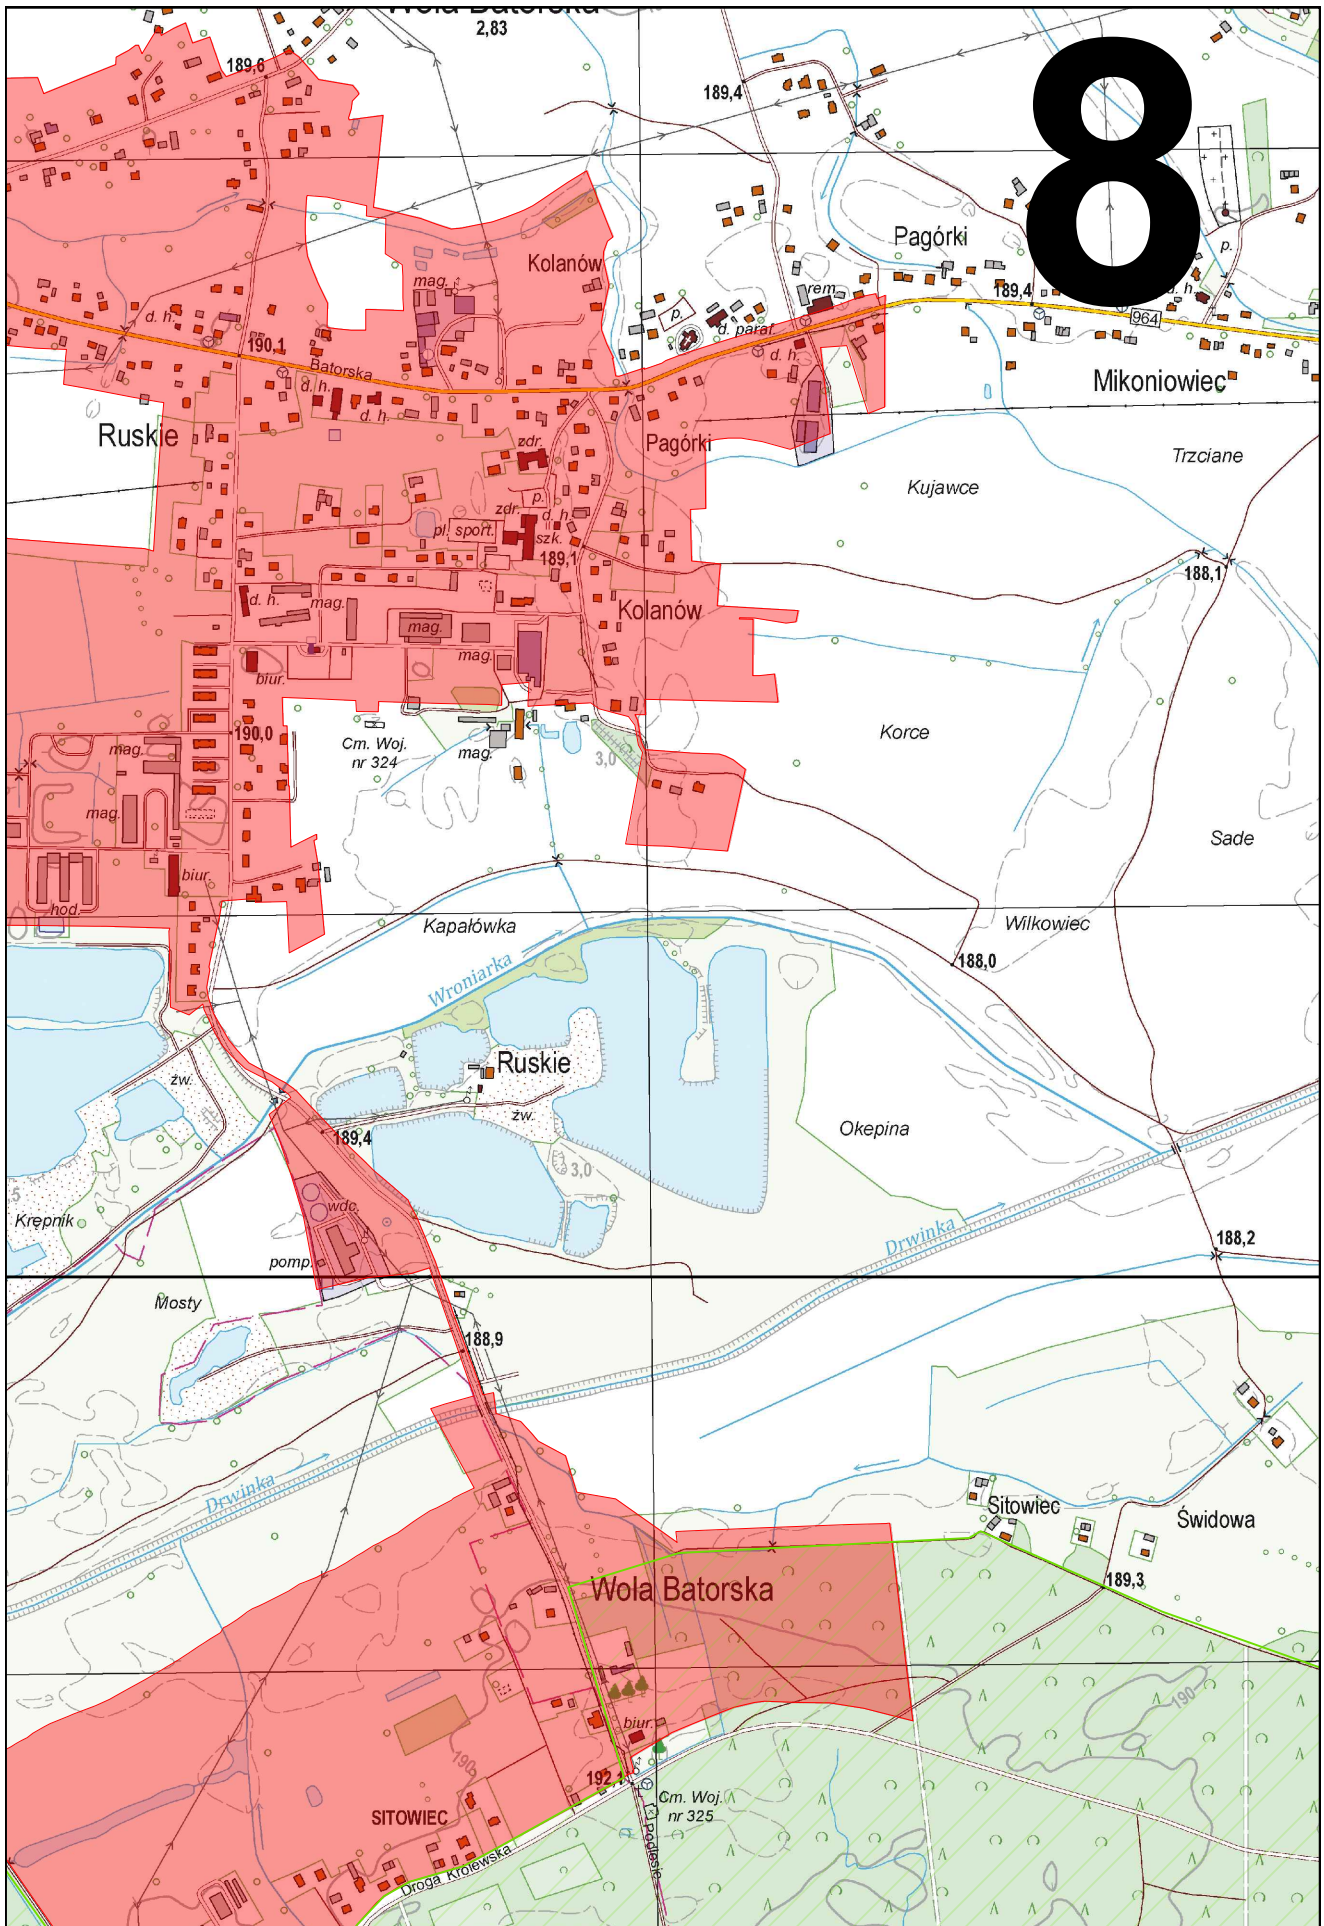 Wola Batorska
2,83
8
189,6
189,4
Pagórki
p.
Kolanów
mag.
rem.
189,4
d. h.
p.
d. h.
d. paraf.
964
190,1
Batorska
d. h.
d. h.
d. h.
Mikoniowiec
Ruskie
Pagórki
zdr.
Trzciane
Kujawce
p.
zdr.
d. h.
pl. sport.
szk.
189,1
188,1
d. h.
mag.
Kolanów
mag.
mag.
biur.
190,0
Cm. Woj.
nr 324
mag.
mag.
3,0
Korce
mag.
Sade
biur.
hod.
Kapałówka
Wilkowiec
188,0
Wroniarka
Ruskie
żw.
żw.
189,4
Okepina
3,0
5
wdc.
Krępnik
Drwinka
188,2
pomp.
Mosty
188,9
Drwinka
Sitowiec
Świdowa
189,3
Wola Batorska
190
biur.
190
192,1
Cm. Woj.
nr 325
SITOWIEC
Podlesie
Droga Królewska